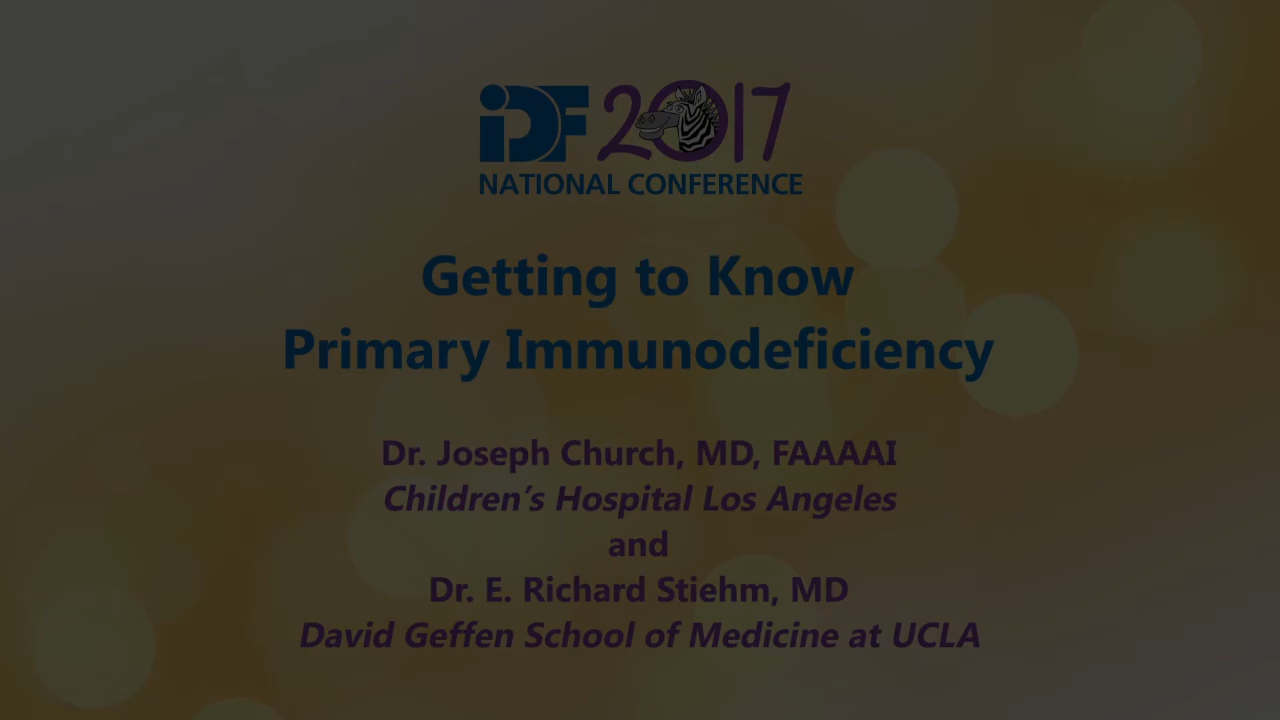 IDF 2017
NATIONAL CONFERENCE
Getting to Know
Primary Immunodeficiency
Dr. Joseph Church, MD, FAAAAI
Children’s Hospital Los Angeles
and
Dr. E. Richard Stiehm, MD
David Geffen School of Medicine at UCLA